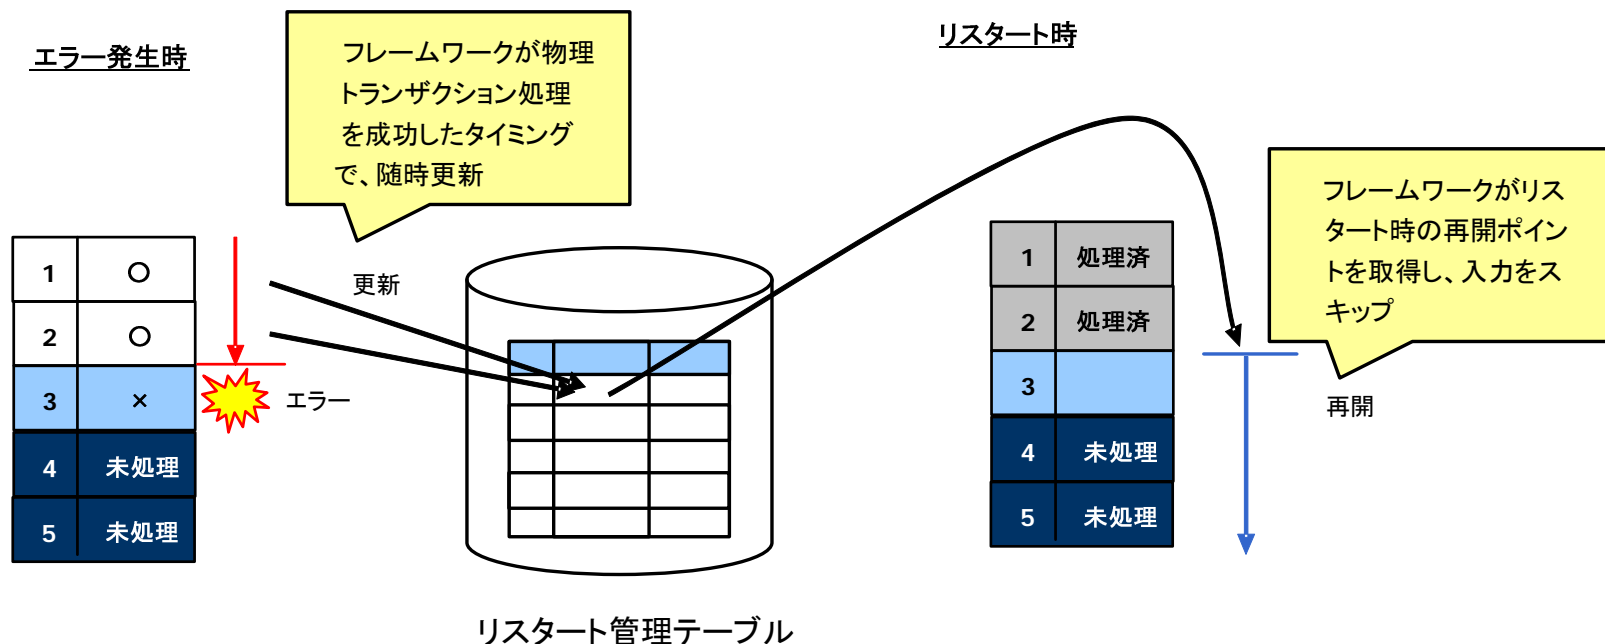 エラー発生時
フレームワークが物理
トランザクション処理
を成功したタイミング
で、随時更新
リスタート時
フレームワークがリス
タート時の再開ポイン
トを取得し、入力をス
キップ
1 ○
2 ○
3 ×
4 未処理
5 未処理
更新
エラー
1 処理済
2 処理済
3
4 未処理
5 未処理
再開
リスタート管理テーブル